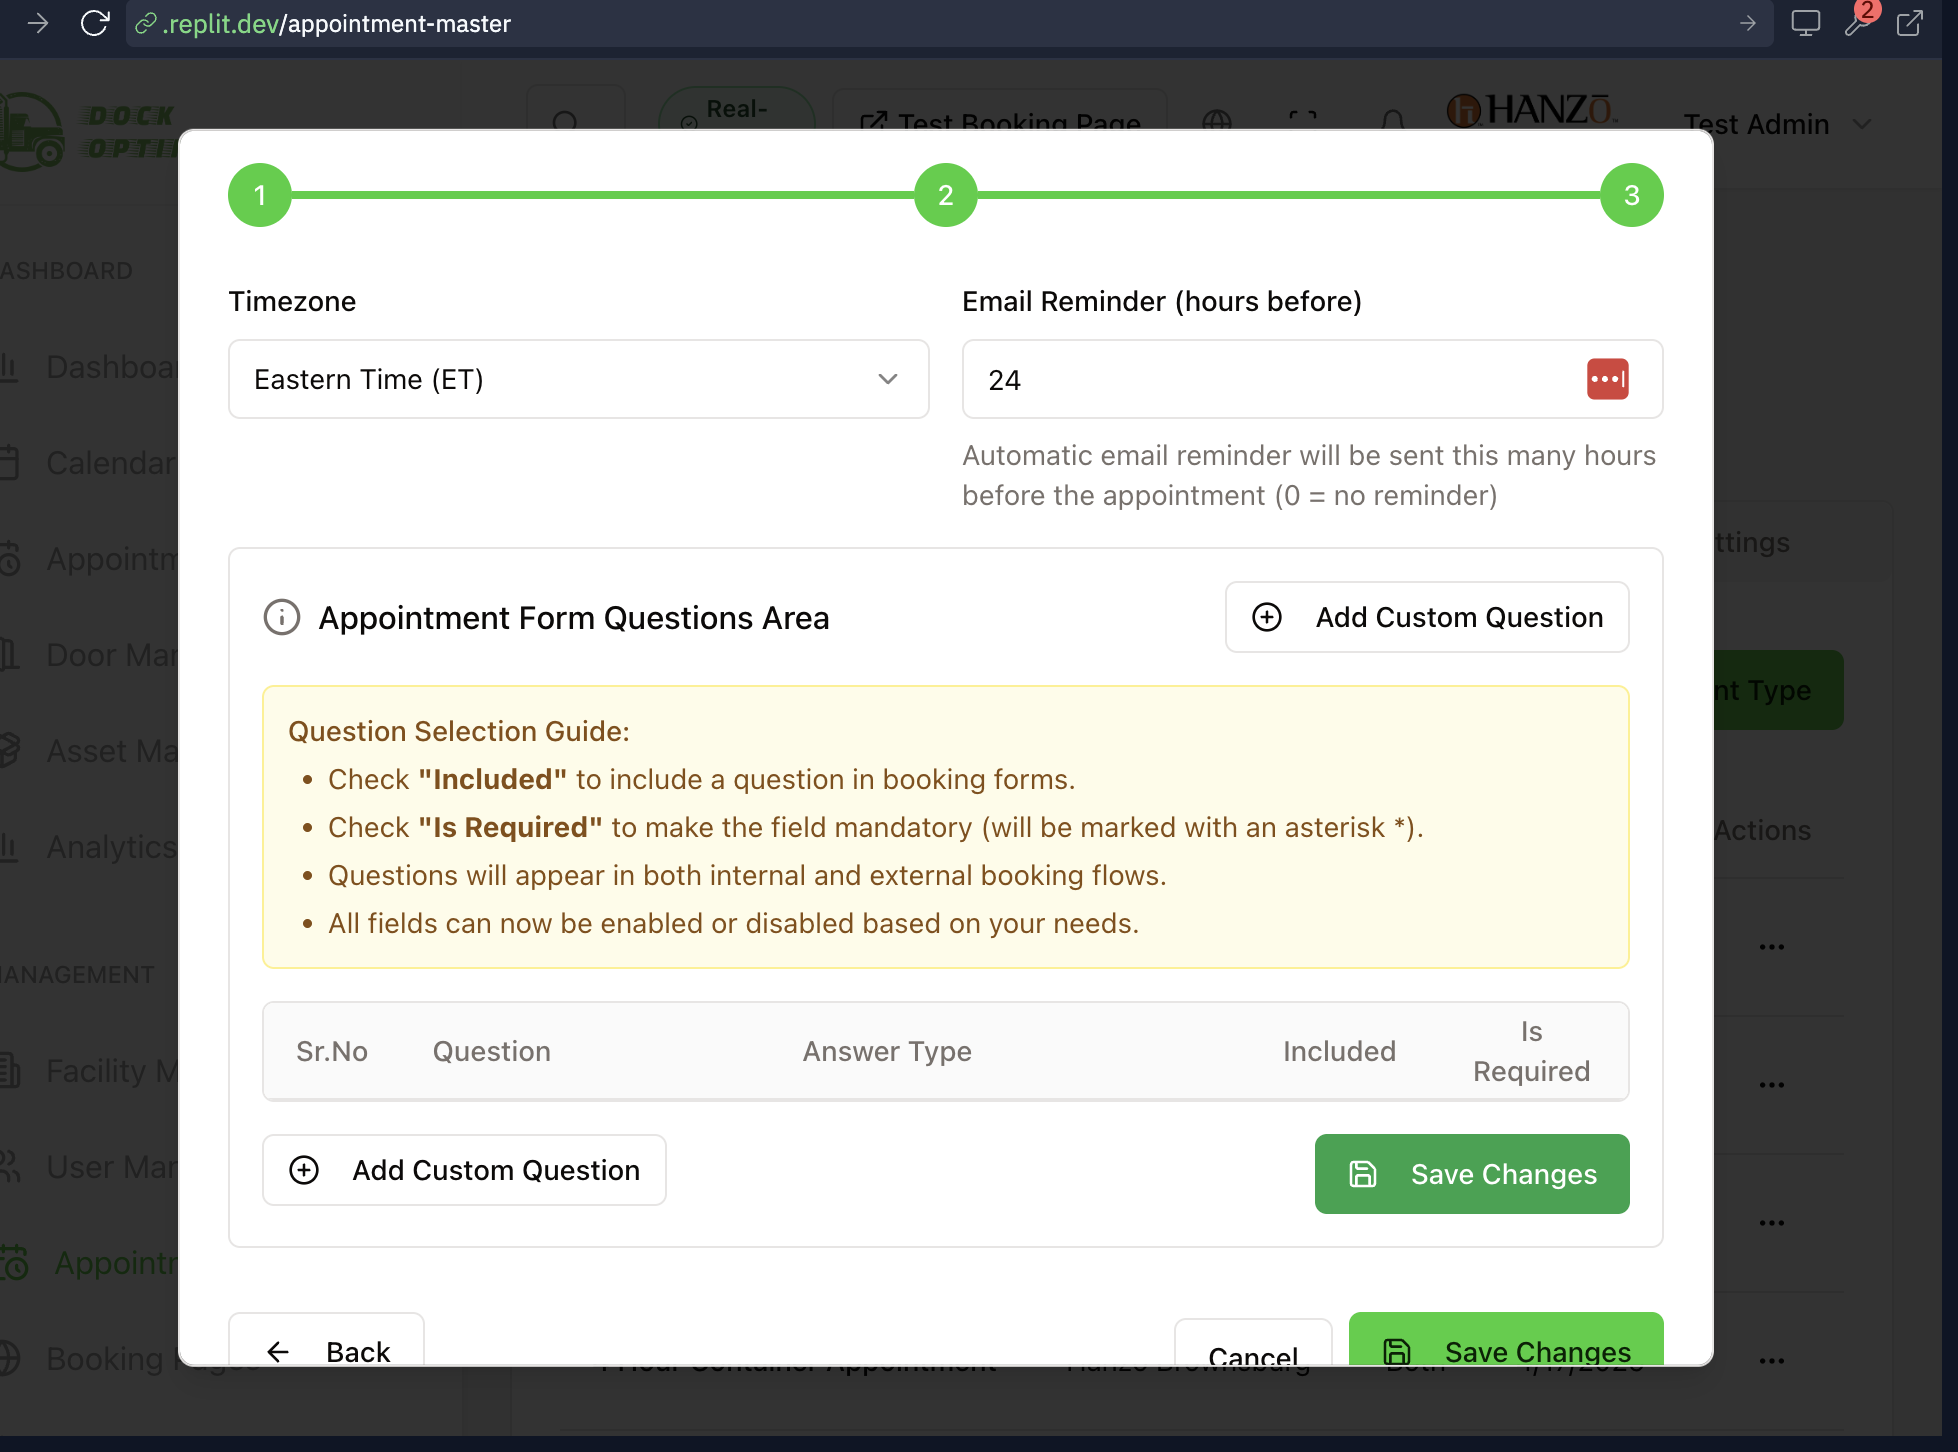 .replit.dev/appointment-master
2
DOCK
Real-
Test Booking Page
HANZŌ
Test Admin
1
2
3
Timezone
Email Reminder (hours before)
Eastern Time (ET)
24
Automatic email reminder will be sent this many hours
before the appointment (0 = no reminder)
Appointment Form Questions Area
Add Custom Question
Question Selection Guide:
• Check "Included" to include a question in booking forms.
• Check "Is Required" to make the field mandatory (will be marked with an asterisk *).
• Questions will appear in both internal and external booking flows.
• All fields can now be enabled or disabled based on your needs.
Sr.No
Question
Answer Type
Included
Is
Required
Add Custom Question
Save Changes
Back
Cancel
Save Changes
OPTI
ASHBOARD
Dashboa
Calendar
Appointm
Door Mar
Asset Ma
Analytics
ANAGEMENT
Facility M
User Mar
Appointr
Booking
ttings
nt Type
Actions